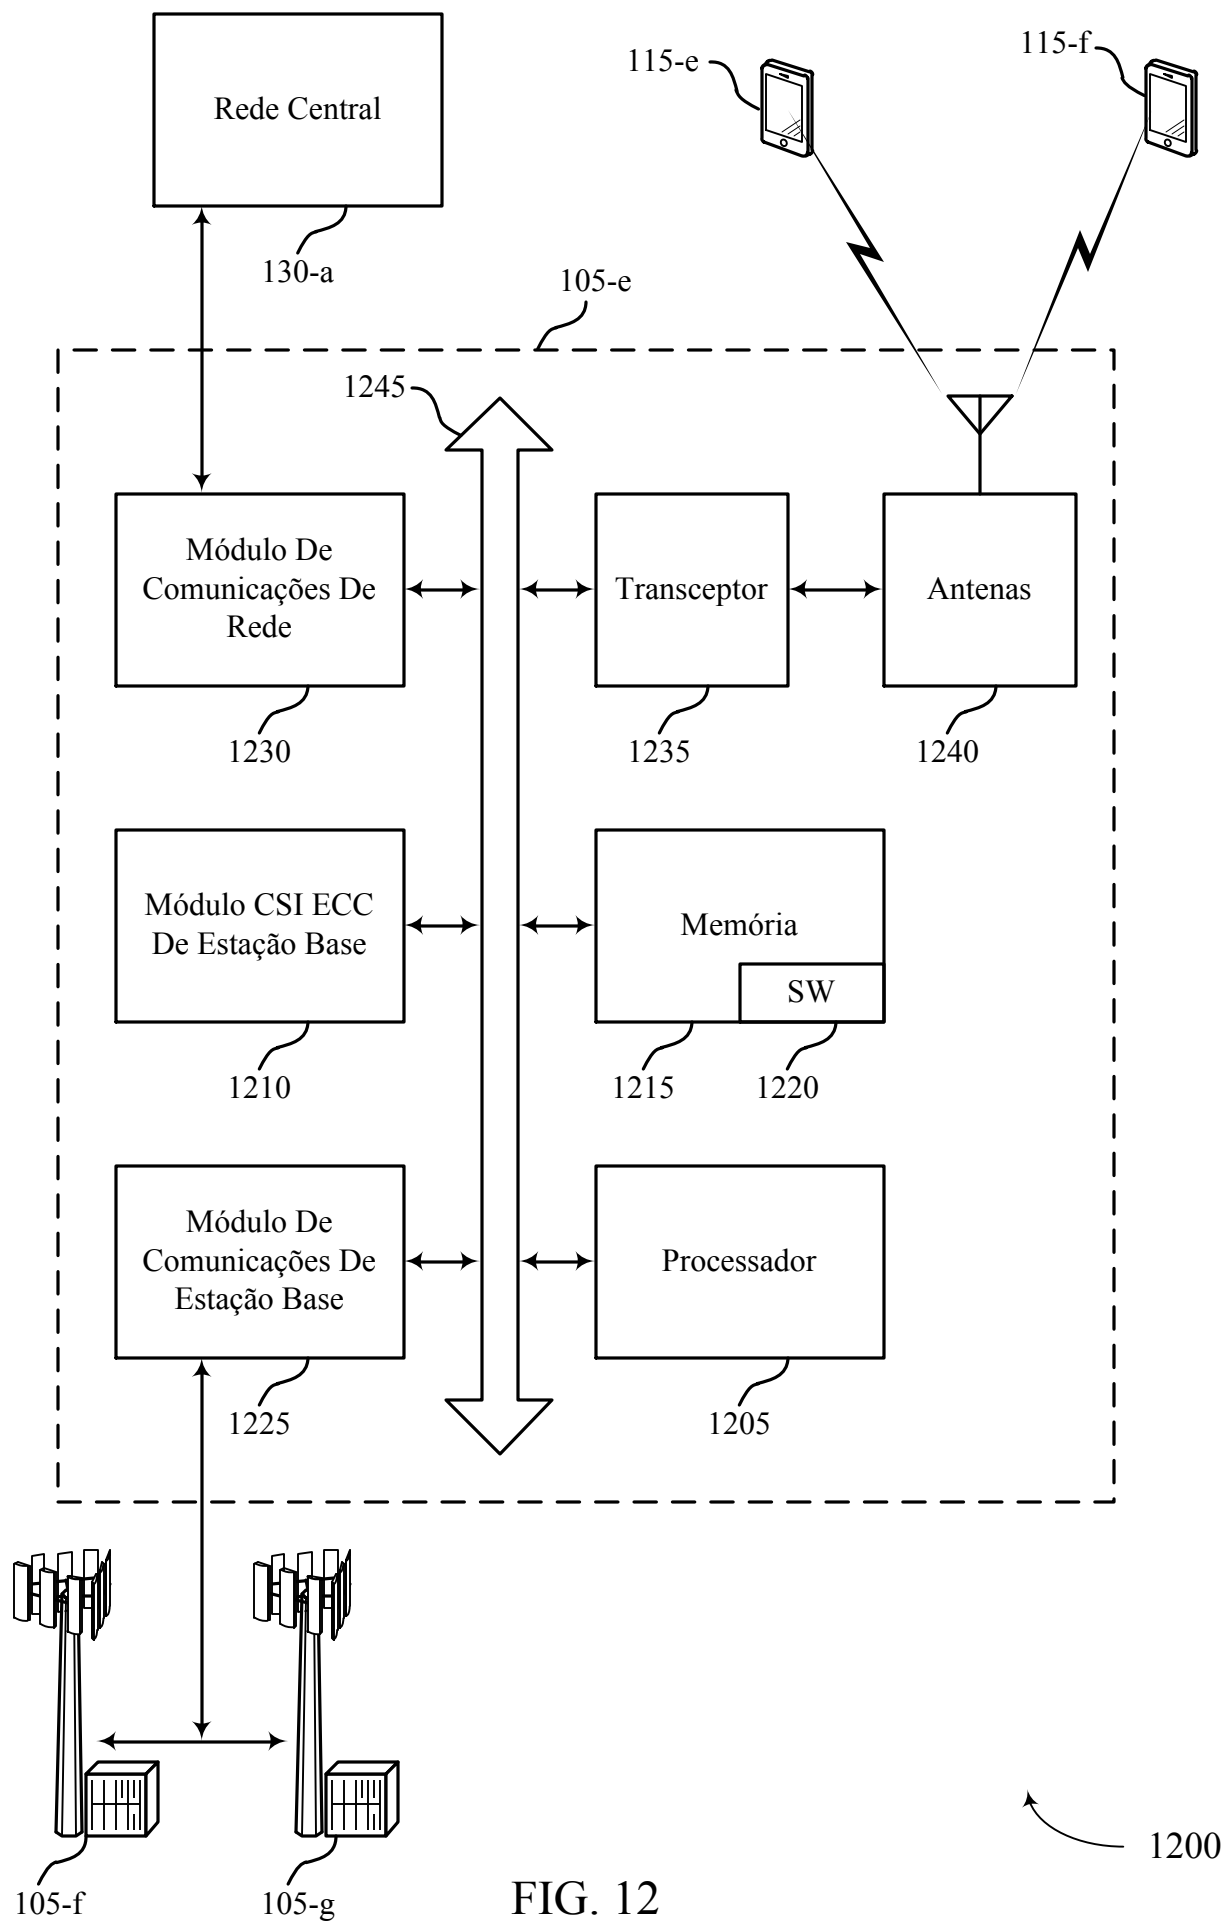 Rede Central
130-a
115-e
115-f
105-e
1245
Módulo De
Comunicações De
Rede
1230
Transceptor
1235
Antenas
1240
Módulo CSI ECC
De Estação Base
1210
Memória
SW
1215
1220
Módulo De
Comunicações De
Estação Base
1225
Processador
1205
105-f
105-g
1200
FIG. 12